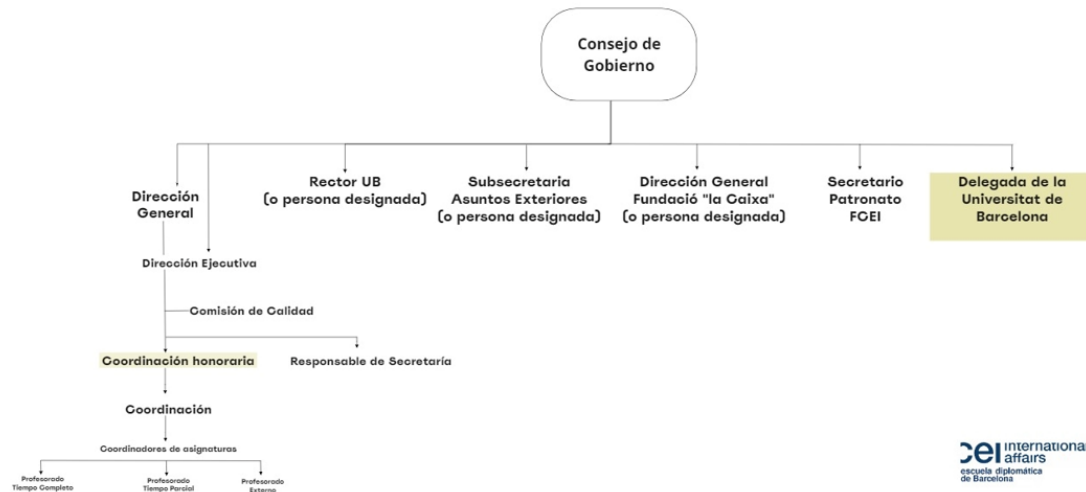 Consejo de
Gobierno
Dirección
General
Rector UB
(o persona designada)
Subsecretaria
Asuntos Exteriores
(o persona designada)
Dirección General
Fundació "la Caixa"
(o persona designada)
Secretario
Patronato
FCEI
Delegada de la
Universitat de
Barcelona
Dirección Ejecutiva
Comisión de Calidad
Coordinación honoraria
Responsable de Secretaría
Coordinación
Coordinadores de asignaturas
Profesorado
Tiempo Completo
Profesorado
Tiempo Parcial
Profesorado
Externo
cei international
affairs
escuela diplomática
de Barcelona